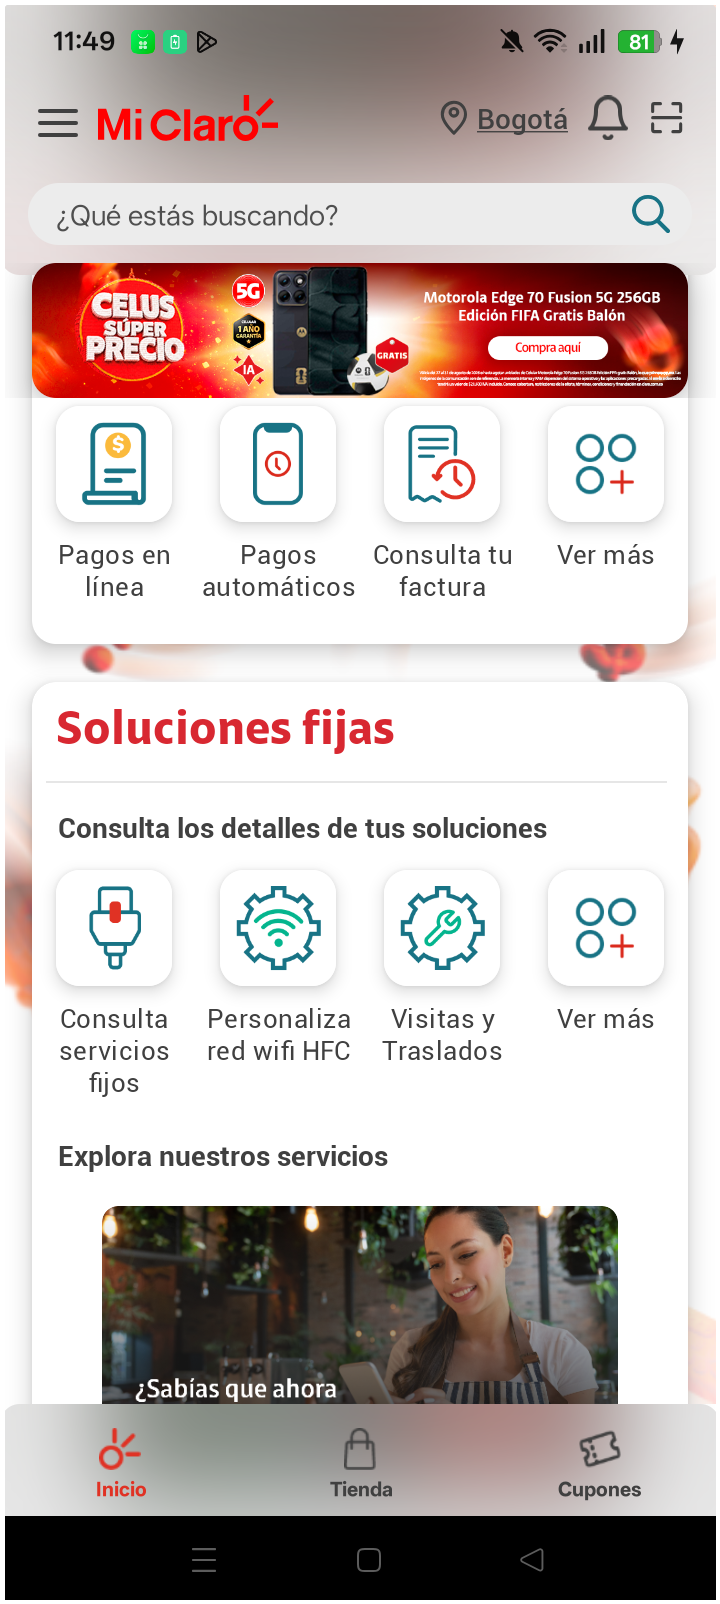 11:49
81
Mi Claro
Bogotá
¿Qué estás buscando?
CELUS
SÚPER
PRECIO
5G
1 AÑO
GARANTÍA
IA
GRATIS
Motorola Edge 70 Fusion 5G 256GB
Edición FIFA Gratis Balón
Compra aquí
Pagos en
línea
Pagos
automáticos
Consulta tu
factura
Ver más
Soluciones fijas
Consulta los detalles de tus soluciones
Consulta
servicios
fijos
Personaliza
red wifi HFC
Visitas y
Traslados
Ver más
Explora nuestros servicios
¿Sabías que ahora
Inicio
Tienda
Cupones